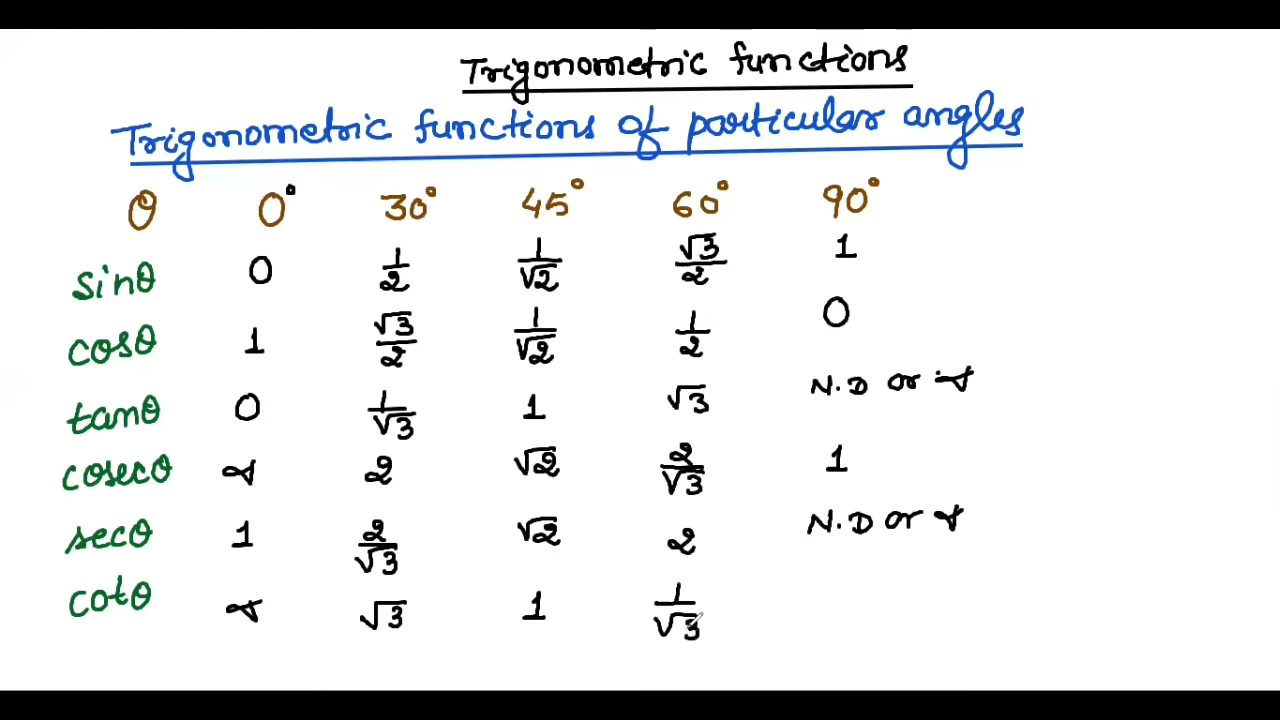 Trigonometric functions
Trigonometric functions of particular angles
θ 0° 30° 45° 60° 90°
sinθ 0 1/2 1/√2 √3/2 1
cosθ 1 √3/2 1/√2 1/2 0
tanθ 0 1/√3 1 √3 N.D or ∝
cosecθ ∝ 2 √2 2/√3 1
secθ 1 2/√3 √2 2 N.D or ∝
cotθ ∝ √3 1 1/√3